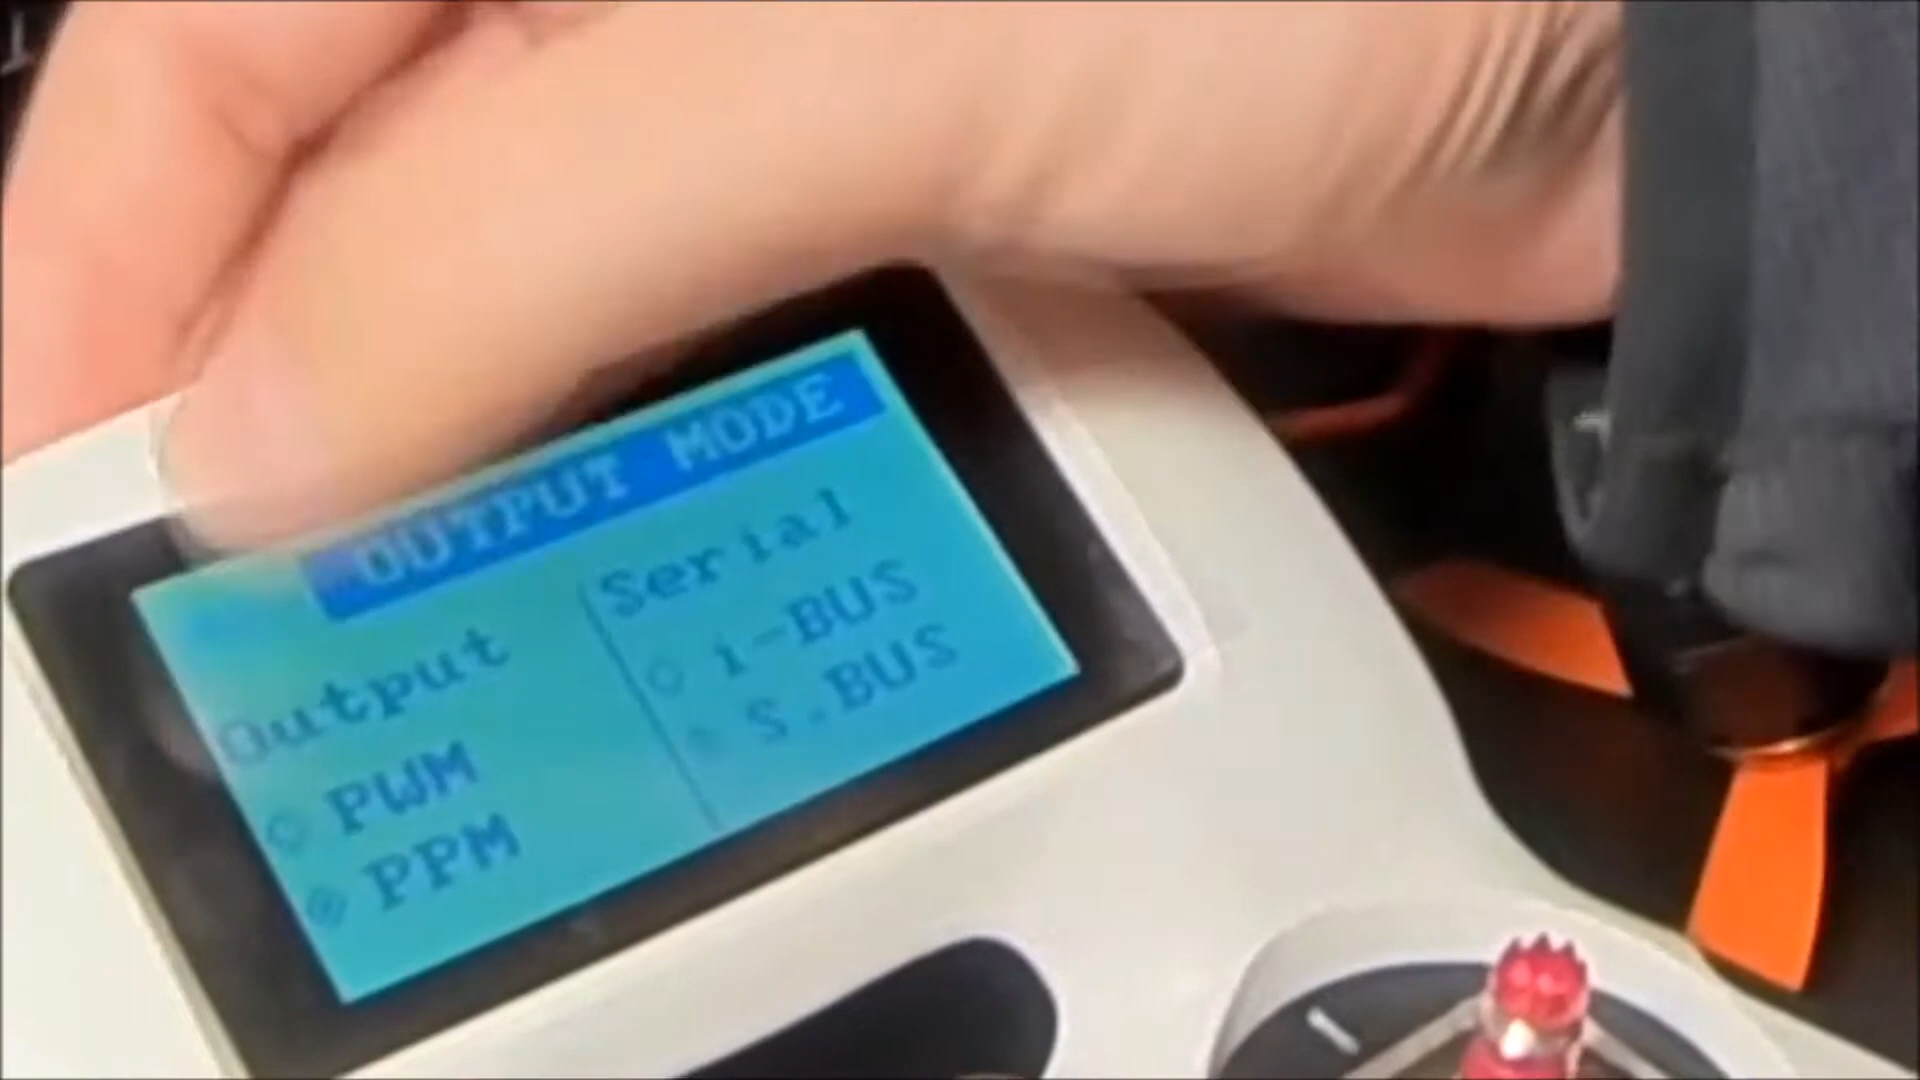 OUTPUT MODE
Output
PWM
PPM
Serial
i-BUS
S.BUS